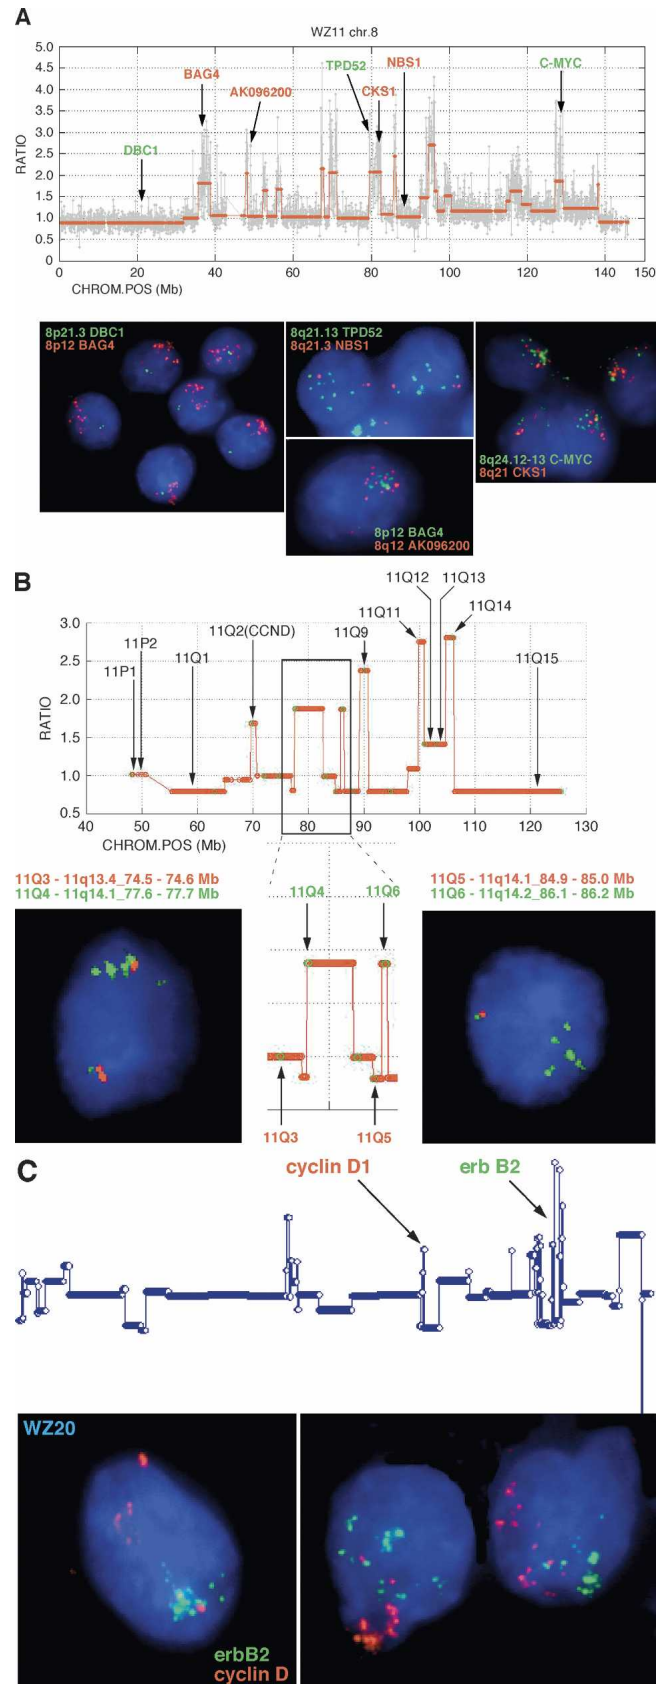 A
WZ11 chr.8
5.0
4.5
4.0
3.5
3.0
2.5
2.0
1.5
1.0
0.5
0
RATIO
BAG4
AK096200
DBC1
TPD52
NBS1
CKS1
C-MYC
0 20 40 60 80 100 120 140 150
CHROM.POS (Mb)
8p21.3 DBC1
8p12 BAG4
8q21.13 TPD52
8q21.3 NBS1
8p12 BAG4
8q12 AK096200
8q24.12-13 C-MYC
8q21 CKS1
B
11Q12 11Q13
11P2
11P1
11Q1
11Q2(CCND)
11Q9
11Q11
11Q14
11Q15
3.0
2.5
2.0
1.5
1.0
0.5
RATIO
40 50 60 70 80 90 100 110 120 130
CHROM.POS (Mb)
11Q3 - 11q13.4_74.5 - 74.6 Mb
11Q4 - 11q14.1_77.6 - 77.7 Mb
11Q4 11Q6
11Q3 11Q5
11Q5 - 11q14.1_84.9 - 85.0 Mb
11Q6 - 11q14.2_86.1 - 86.2 Mb
C
cyclin D1
erb B2
WZ20
erbB2
cyclin D